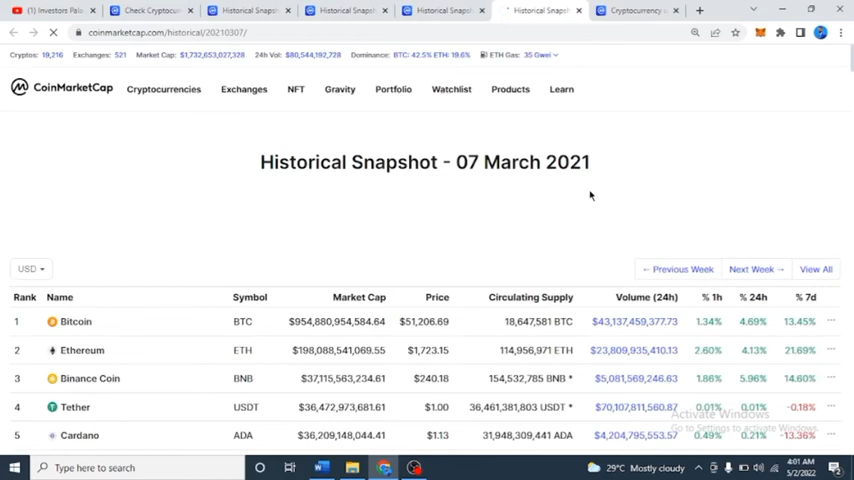 (1) Investors Pala
Check Cryptocur
Historical Snapsh
Historical Snapsh
Historical Snapsh
Historical Snapsh
Cryptocurrency a
coinmarketcap.com/historical/20210307/
Cryptos: 19,216 Exchanges: 521 Market Cap: $1,732,653,027,328 24h Vol: $80,544,192,728 Dominance: BTC: 42.5% ETH: 19.6% ETH Gas: 35 Gwei
CoinMarketCap Cryptocurrencies Exchanges NFT Gravity Portfolio Watchlist Products Learn
Historical Snapshot - 07 March 2021
USD ← Previous Week Next Week → View All
Rank Name Symbol Market Cap Price Circulating Supply Volume (24h) % 1h % 24h % 7d
1 Bitcoin BTC $954,880,954,584.64 $51,206.69 18,647,581 BTC $43,137,459,377.73 1.34% 4.69% 13.45% ...
2 Ethereum ETH $198,088,541,069.55 $1,723.15 114,956,971 ETH $23,809,935,410.13 2.60% 4.13% 21.69% ...
3 Binance Coin BNB $37,115,563,234.61 $240.18 154,532,785 BNB * $5,081,569,246.63 1.86% 5.96% 14.60% ...
4 Tether USDT $36,472,973,681.61 $1.00 36,461,381,803 USDT * $70,107,811,560.87 0.01% 0.01% -0.18% ...
Activate Windows
Go to Settings to activate Windows.
5 Cardano ADA $36,209,148,044.41 $1.13 31,948,309,441 ADA $4,204,795,553.57 0.49% 0.21% -13.36% ...
Type here to search 29°C Mostly cloudy 4:01 AM
5/2/2022
2